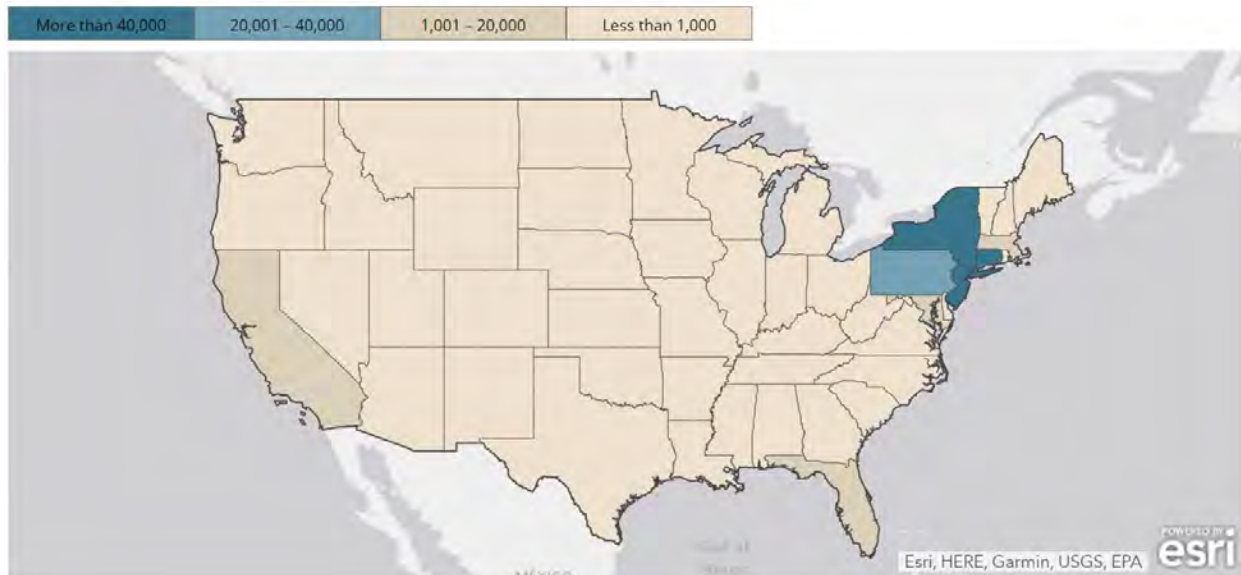 More than 40,000 20,001 – 40,000 1,001 – 20,000 Less than 1,000
MÉXICO
POWERED BY
esri
Esri, HERE, Garmin, USGS, EPA